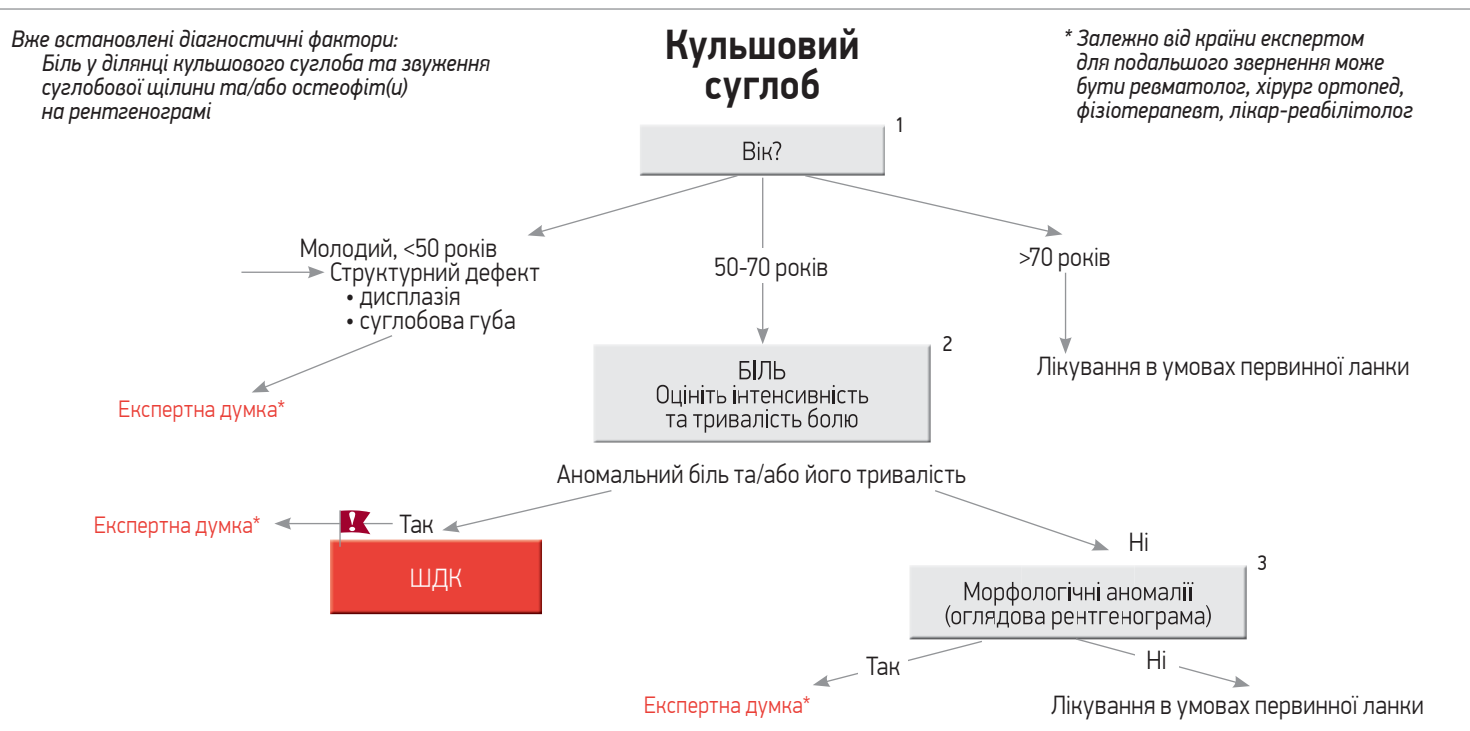 Вже встановлені діагностичні фактори:
Біль у ділянці кульшового суглоба та звуження
суглобової щілини та/або остеофіт(и)
на рентгенограмі
Кульшовий
суглоб
* Залежно від країни експертом
для подальшого звернення може
бути ревматолог, хірург ортопед,
фізіотерапевт, лікар-реабілітолог
1
Вік?
Молодий, <50 років
Структурний дефект
• дисплазія
• суглобова губа
50-70 років
>70 років
Експертна думка*
2
БІЛЬ
Оцініть інтенсивність
та тривалість болю
Лікування в умовах первинної ланки
Аномальний біль та/або його тривалість
Експертна думка*
!
Так
ШДК
Ні
3
Морфологічні аномалії
(оглядова рентгенограма)
Так
Ні
Експертна думка*
Лікування в умовах первинної ланки